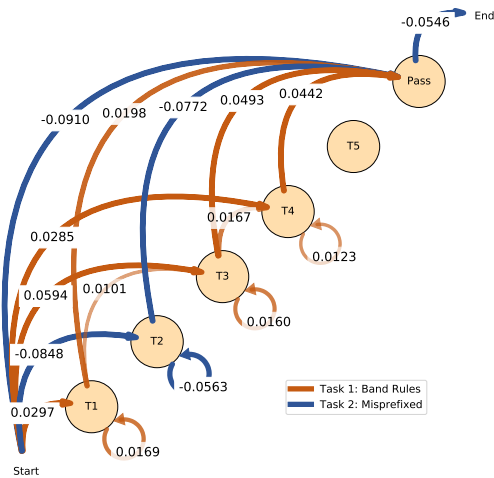 -0.0546
End
Pass
-0.0910
0.0198
-0.0772
0.0493
0.0442
T5
0.0167
T4
0.0285
0.0123
T3
0.0594
0.0101
0.0160
-0.0848
T2
-0.0563
Task 1: Band Rules
Task 2: Misprefixed
0.0297
T1
0.0169
Start